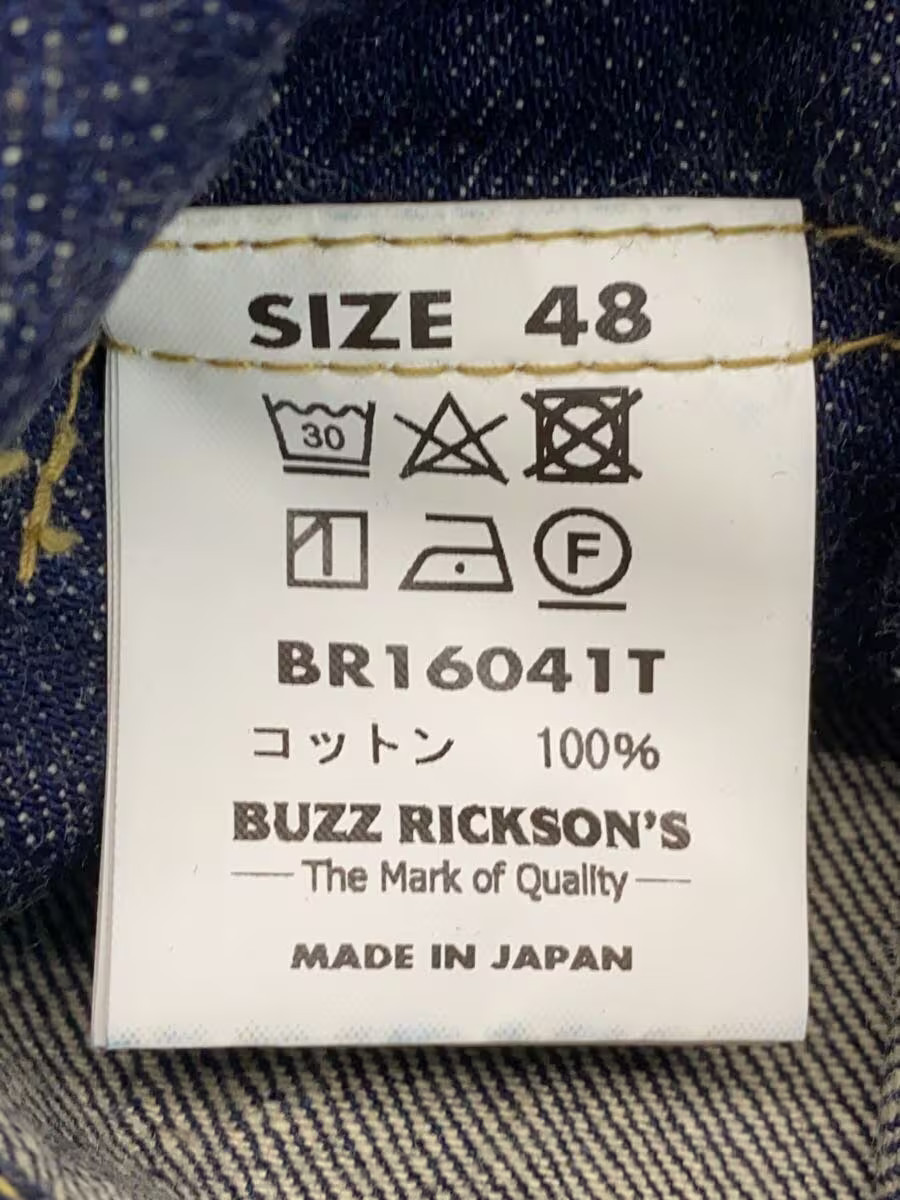 SIZE 48
30
F
BR16041T
コットン 100%
BUZZ RICKSON'S
The Mark of Quality
MADE IN JAPAN